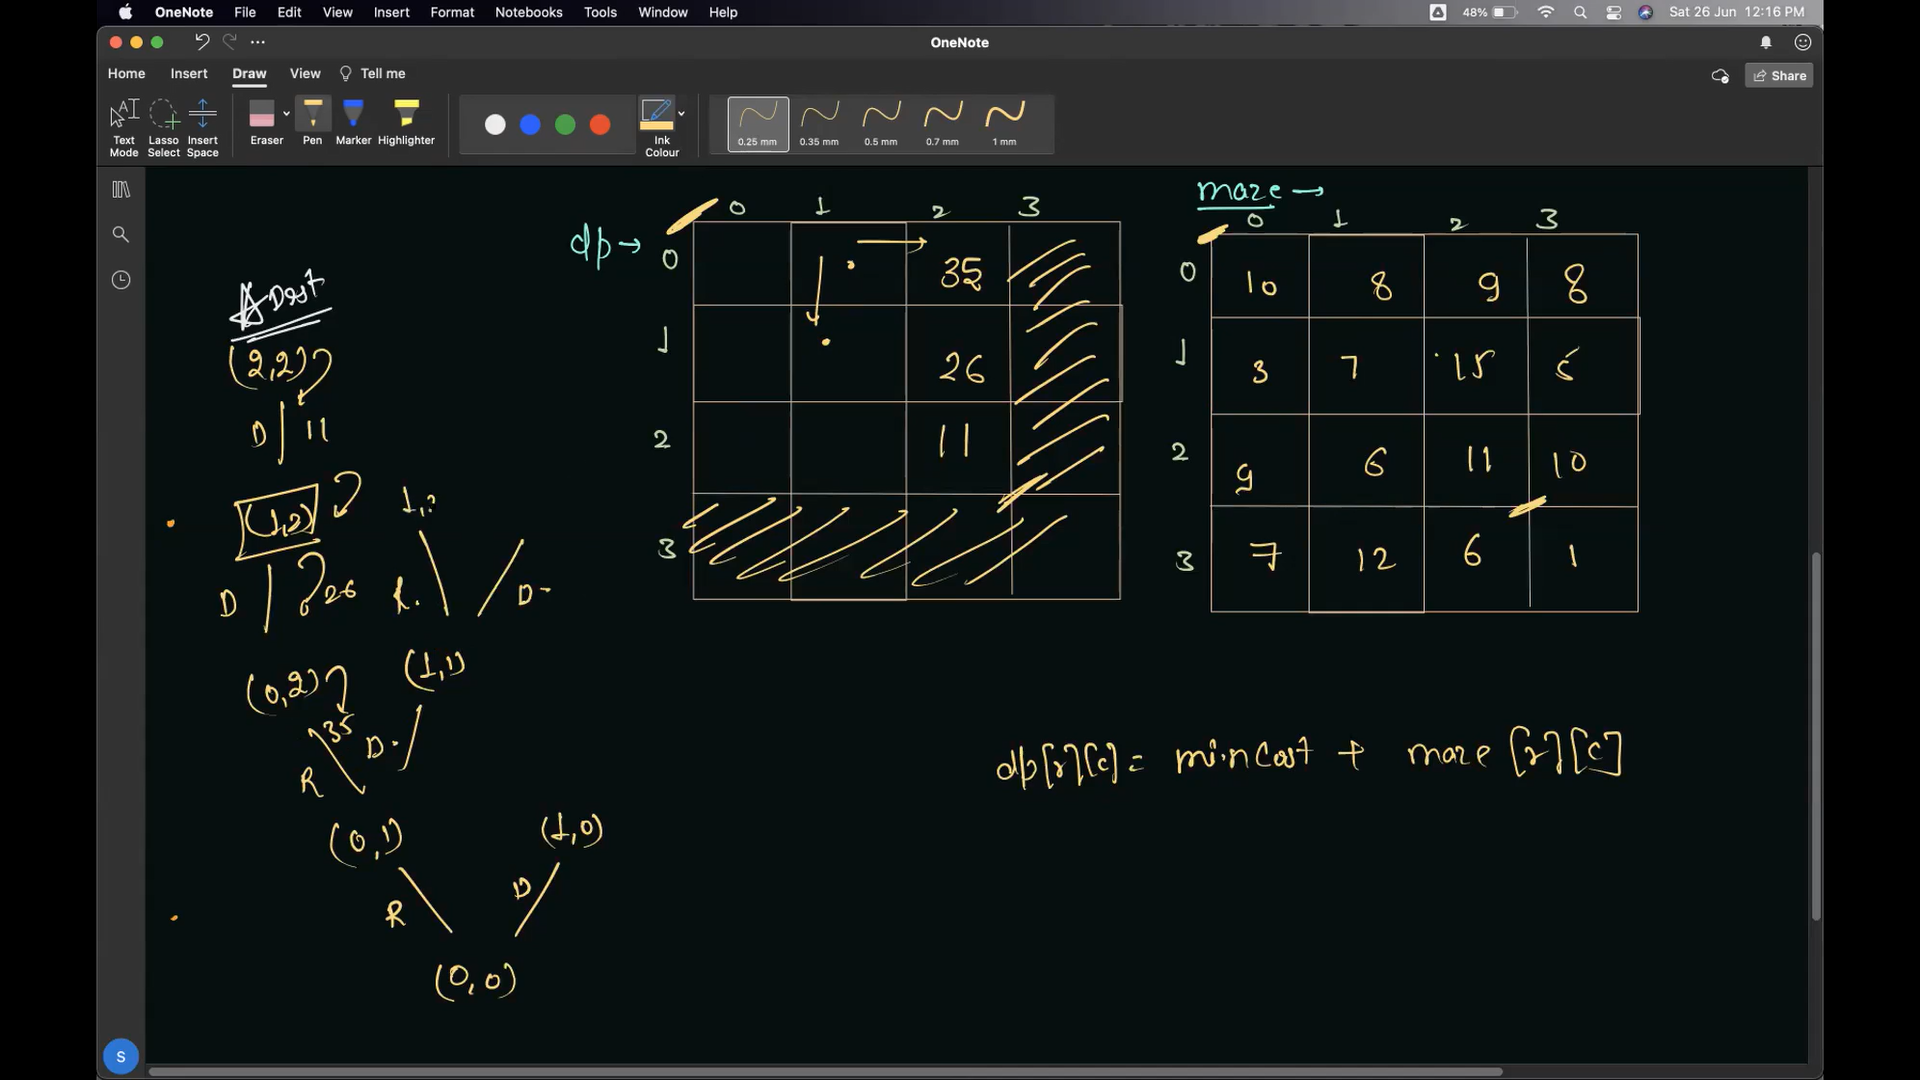 OneNote File Edit View Insert Format Notebooks Tools Window Help
48% Sat 26 Jun 12:16 PM
OneNote
Home Insert Draw View Tell me
Share
Text Mode
Lasso Select
Insert Space
Eraser
Pen
Marker
Highlighter
Ink Colour
0.25 mm 0.35 mm 0.5 mm 0.7 mm 1 mm
maze →
0 1 2 3
0 1 2 3
dp →
0 35
0 10 8 9 8
Dest
(2,2)
1 26
1 3 7 15 5
D 11
2 11
2 9 6 11 10
(1,2) 1,
3
3 7 12 6 1
D 26 R D
(0,2) (1,1)
35
R D
dp[r][c] = minCost + maze [r][c]
(0,1) (1,0)
R D
(0,0)
S